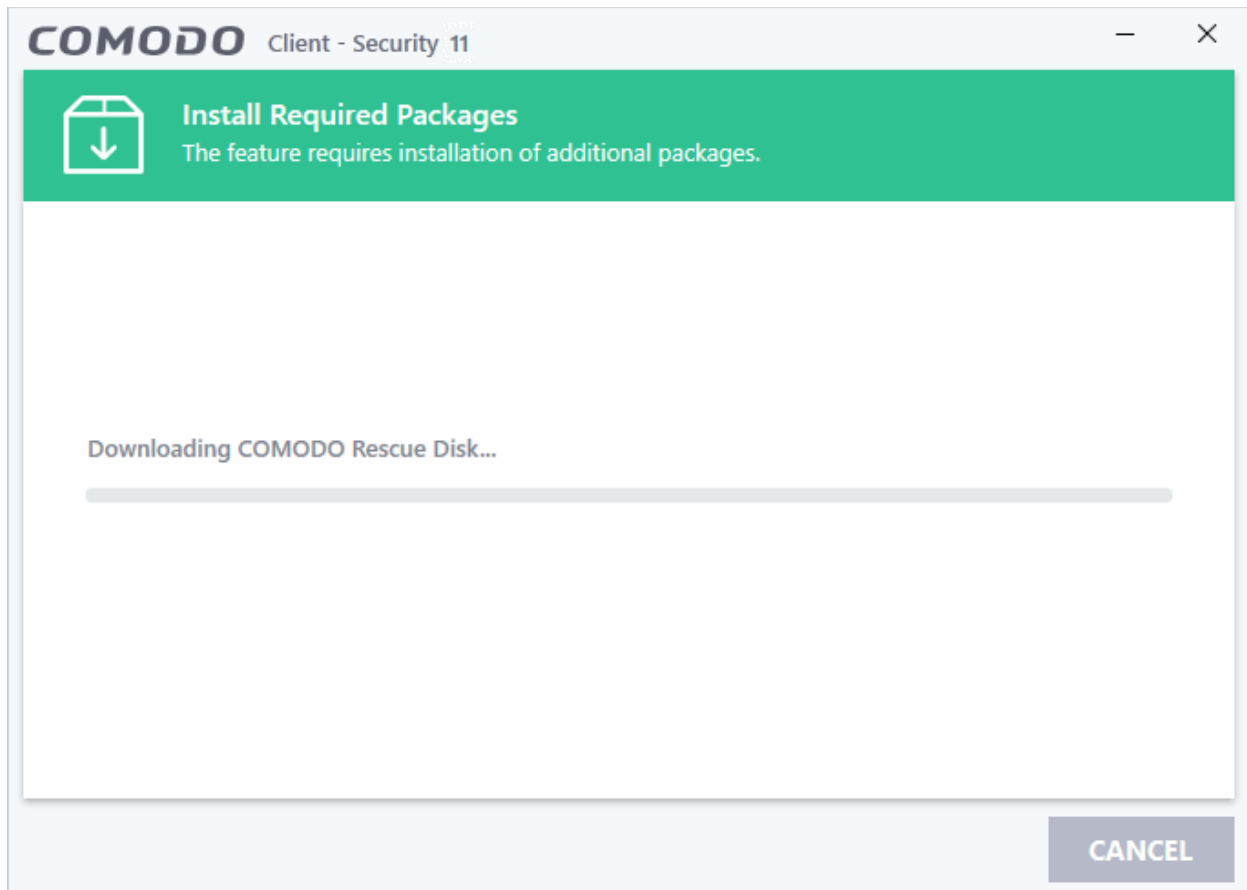 COMODO Client - Security 11
Install Required Packages
The feature requires installation of additional packages.
Downloading COMODO Rescue Disk...
CANCEL